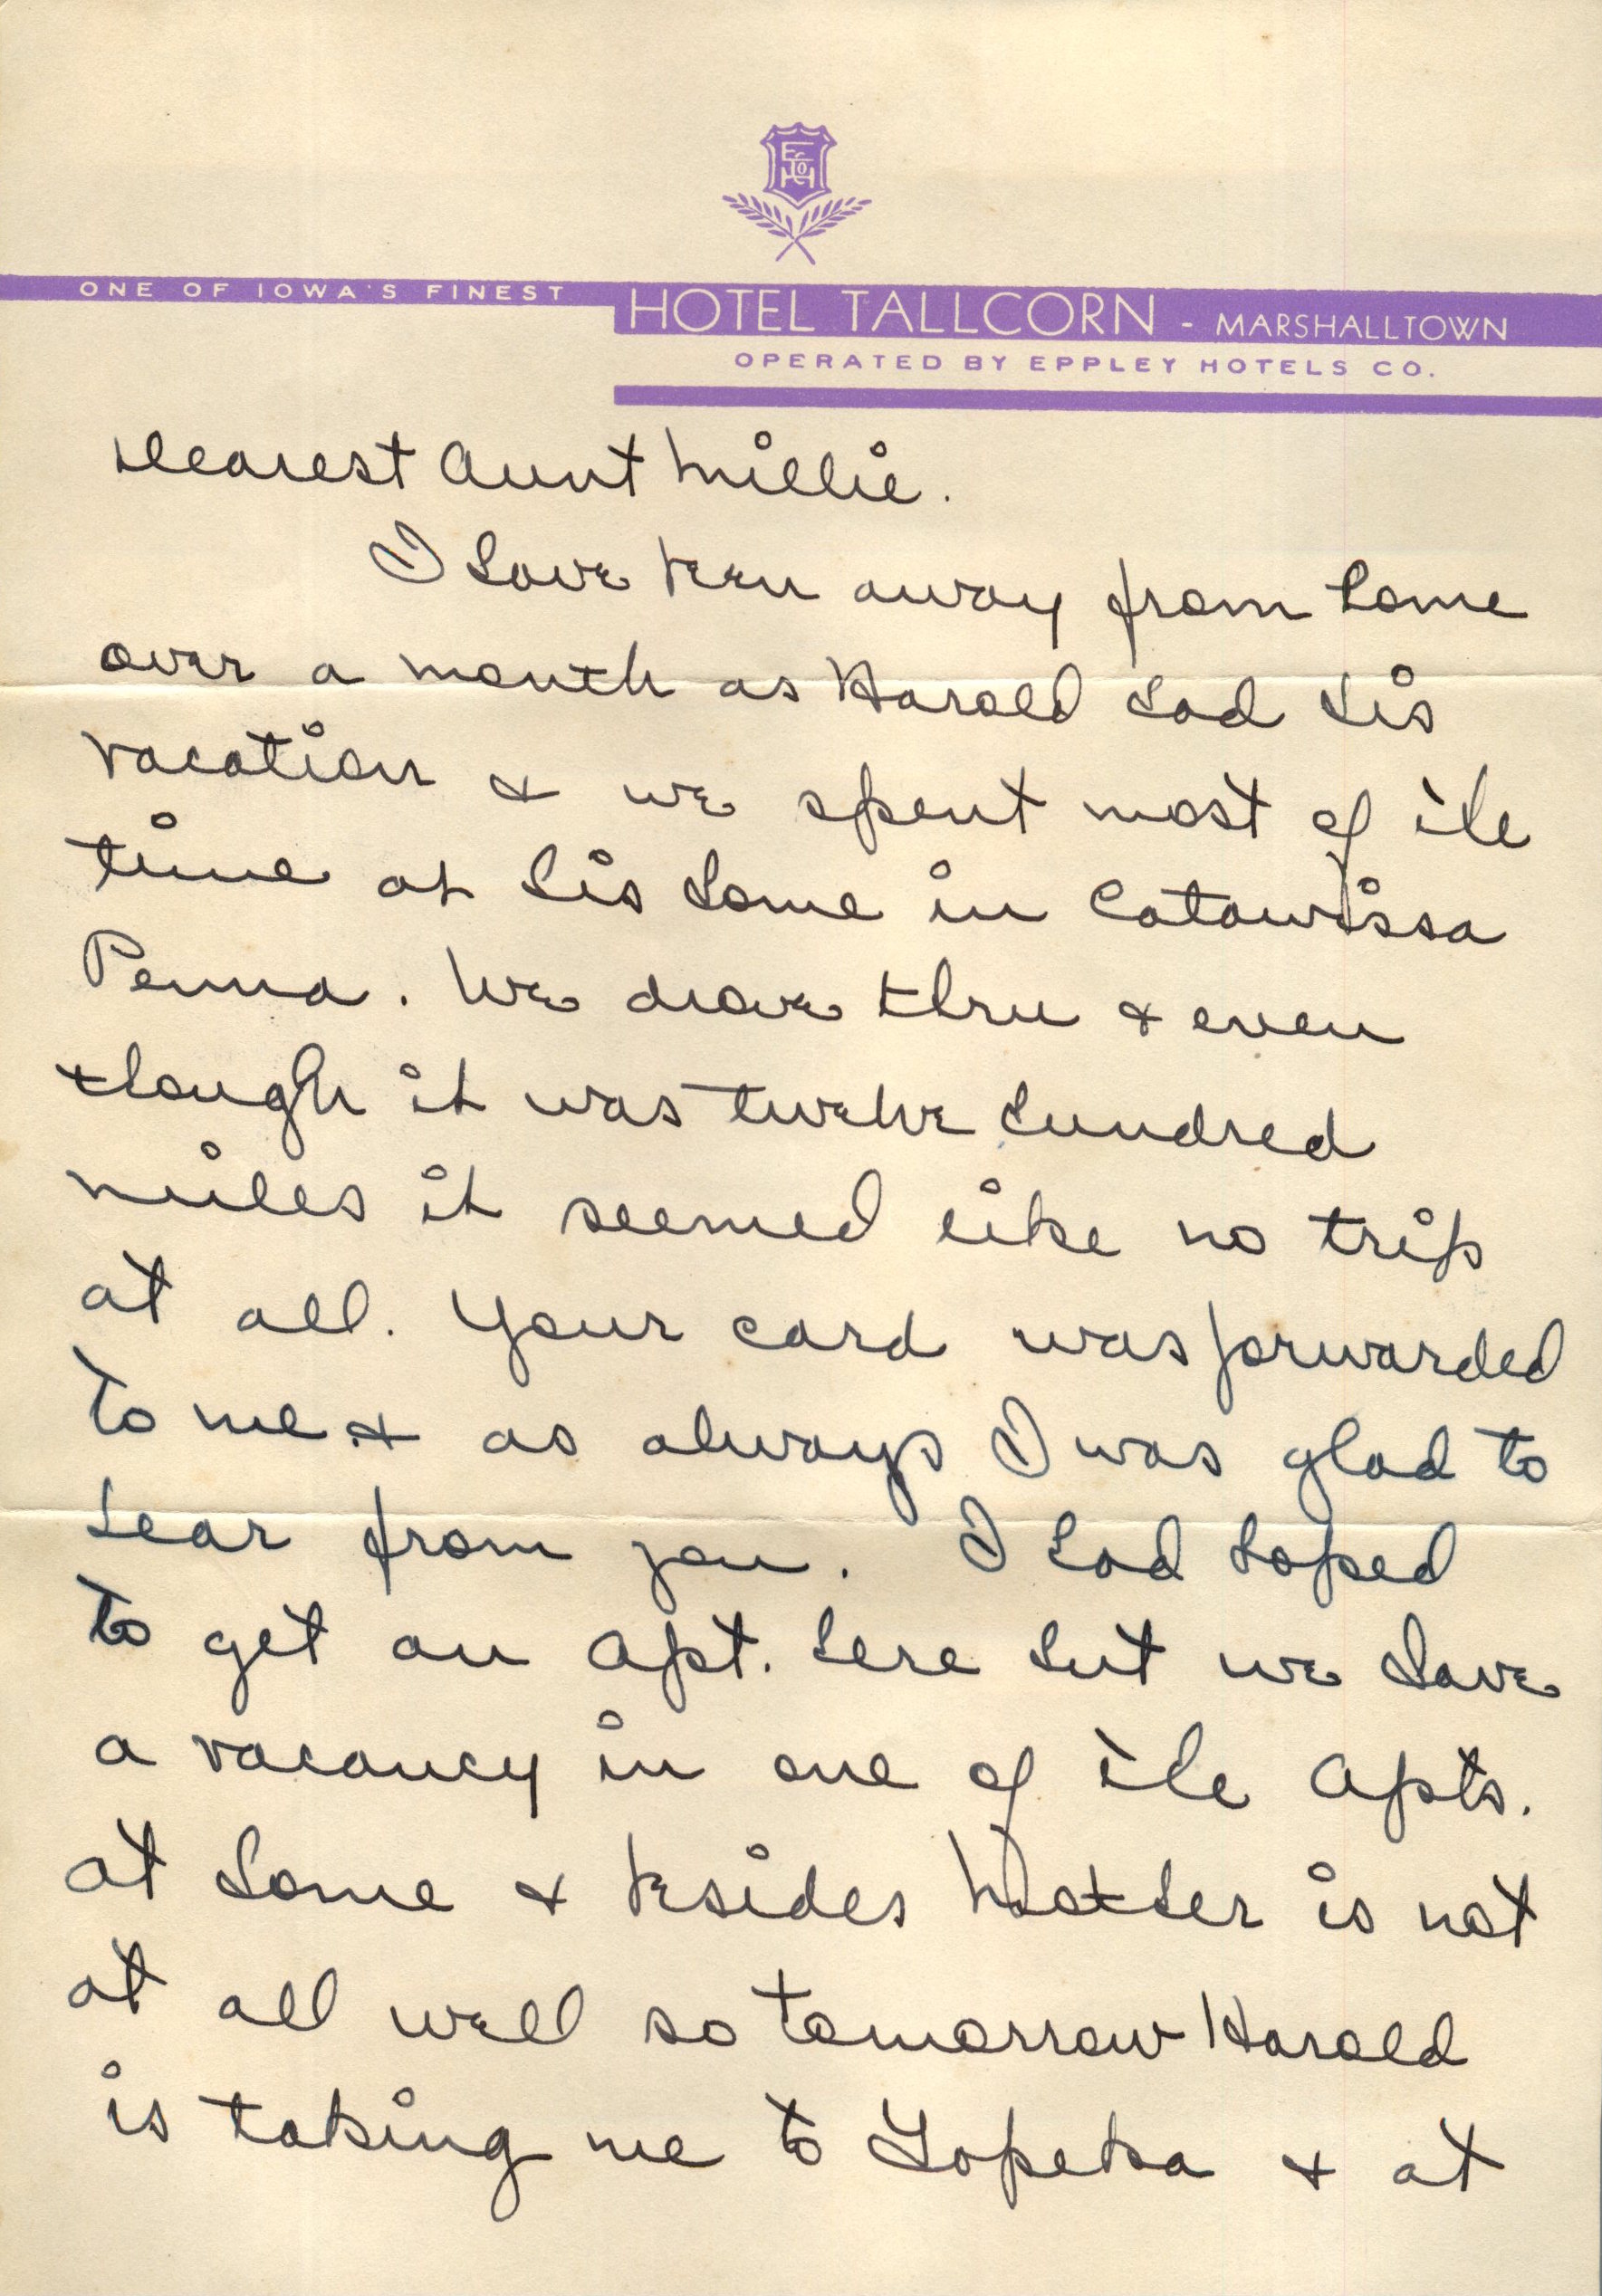 ECoHH
ONE OF IOWA'S FINEST
HOTEL TALLCORN - MARSHALLTOWN
OPERATED BY EPPLEY HOTELS CO.
Dearest Aunt Millie.
I have been away from home
over a month as Harold had his
vacation & we spent most of the
time at his home in Catawissa
Penna. We drove thru & even
though it was twelve hundred
miles it seemed like no trip
at all. Your card was forwarded
to me & as always I was glad to
hear from you. I had hoped
to get an apt. here but we have
a vacancy in one of the apts.
at home & besides Mother is not
at all well so tomorrow Harold
is taking me to Topeka & at